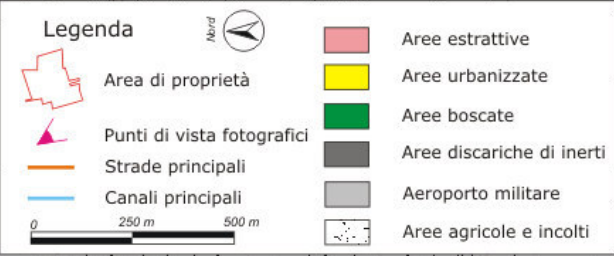 Legenda
Nord
Area di proprietà
Punti di vista fotografici
Strade principali
Canali principali
0 250 m 500 m
Aree estrattive
Aree urbanizzate
Aree boscate
Aree discariche di inerti
Aeroporto militare
Aree agricole e incolti